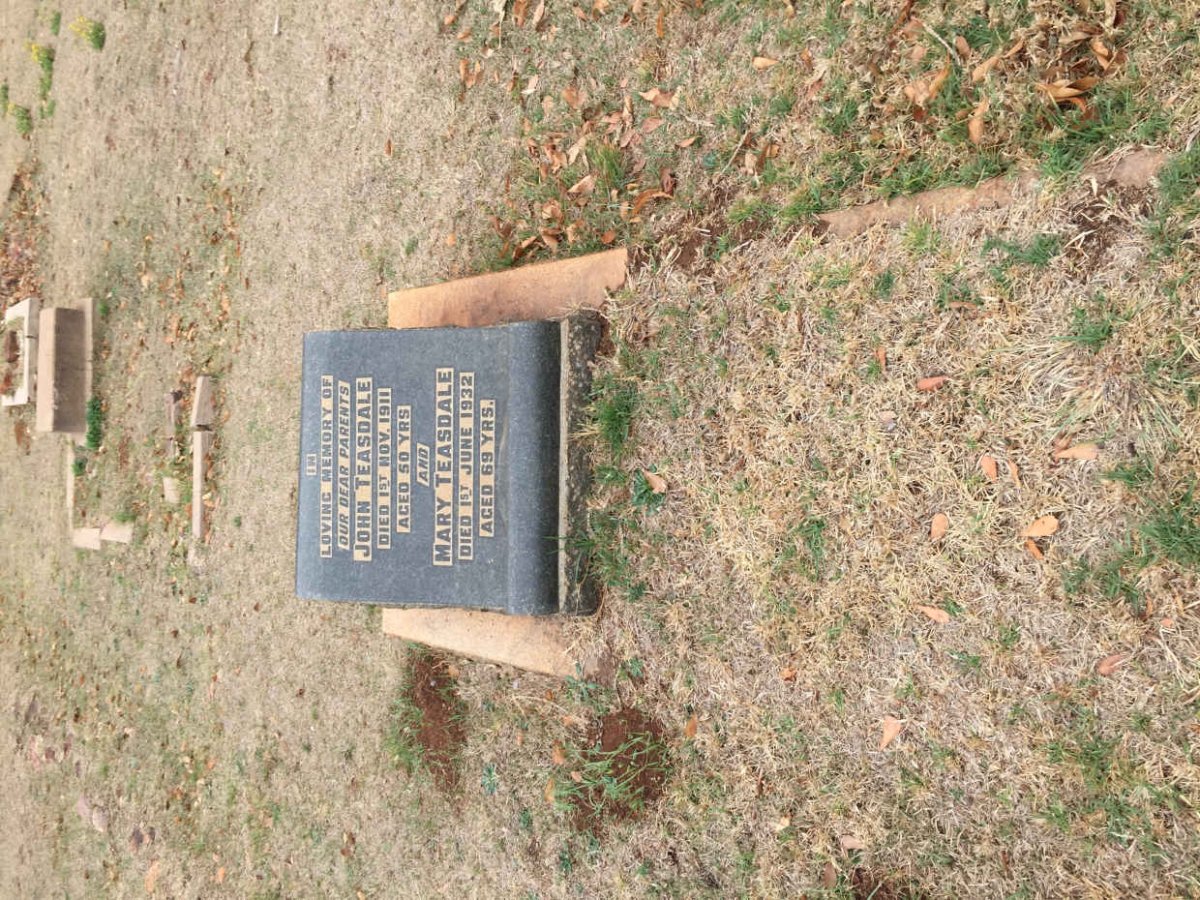 IN
LOVING MEMORY OF
OUR DEAR PARENTS
JOHN TEASDALE
DIED 1ST NOV. 1911
AGED 50 YRS
AND
MARY TEASDALE
DIED 1ST JUNE 1932
AGED 69 YRS.